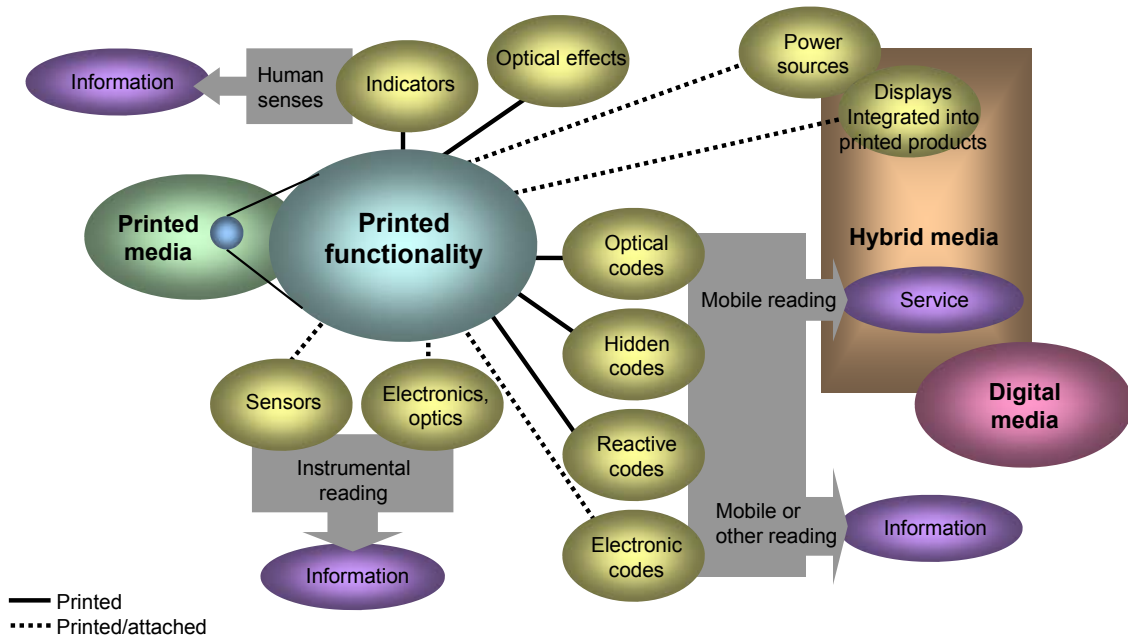 Information
Human
senses
Indicators
Optical effects
Power
sources
Displays
Integrated into
printed products
Printed
media
Printed
functionality
Optical
codes
Hybrid media
Mobile reading
Service
Hidden
codes
Sensors
Electronics,
optics
Digital
media
Reactive
codes
Instrumental
reading
Mobile or
other reading
Information
Electronic
codes
Information
Printed
Printed/attached